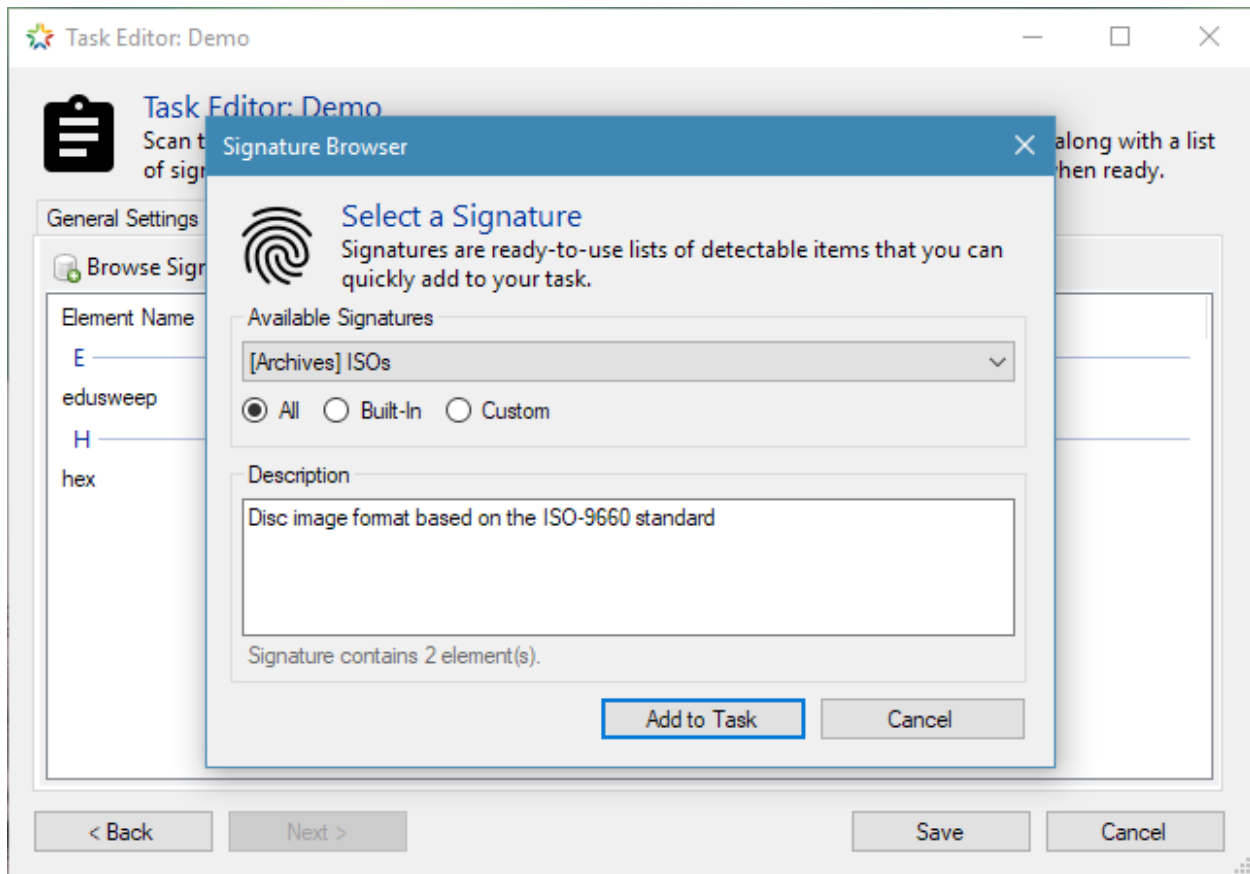 Task Editor: Demo
Task Editor: Demo
Scan t
along with a list
of sigr
hen ready.
General Settings
Browse Sigr
Element Name
E
edusweep
H
hex
Signature Browser
Select a Signature
Signatures are ready-to-use lists of detectable items that you can
quickly add to your task.
Available Signatures
[Archives] ISOs
All Built-In Custom
Description
Disc image format based on the ISO-9660 standard
Signature contains 2 element(s).
Add to Task Cancel
< Back Next > Save Cancel